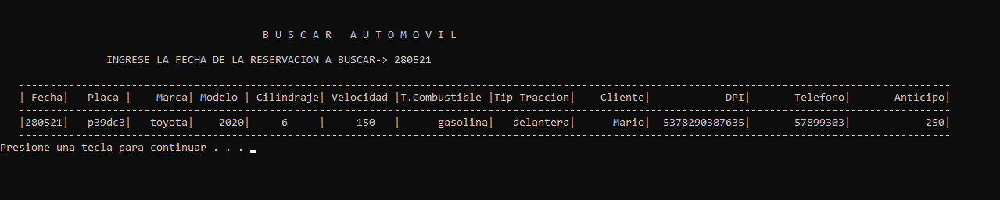 B U S C A R   A U T O M O V I L
INGRESE LA FECHA DE LA RESERVACION A BUSCAR-> 280521
-----------------------------------------------------------------------------------------------------------------------------------------------------
| Fecha|   Placa |    Marca| Modelo | Cilindraje| Velocidad |T.Combustible |Tip Traccion|    Cliente|            DPI|       Telefono|       Anticipo|
-----------------------------------------------------------------------------------------------------------------------------------------------------
|280521|   p39dc3|   toyota|    2020|     6     |     150   |      gasolina|   delantera|      Mario|  5378290387635|       57899303|            250|
-----------------------------------------------------------------------------------------------------------------------------------------------------
Presione una tecla para continuar . . .